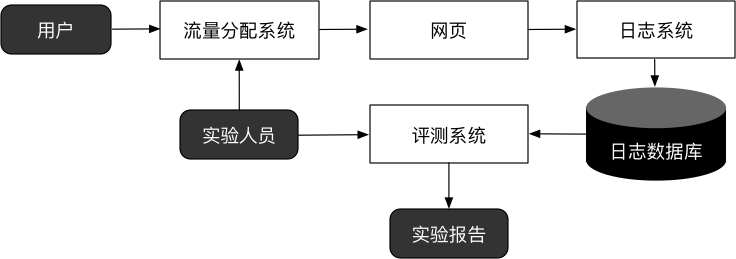 用户
流量分配系统
网页
日志系统
实验人员
评测系统
日志数据库
实验报告